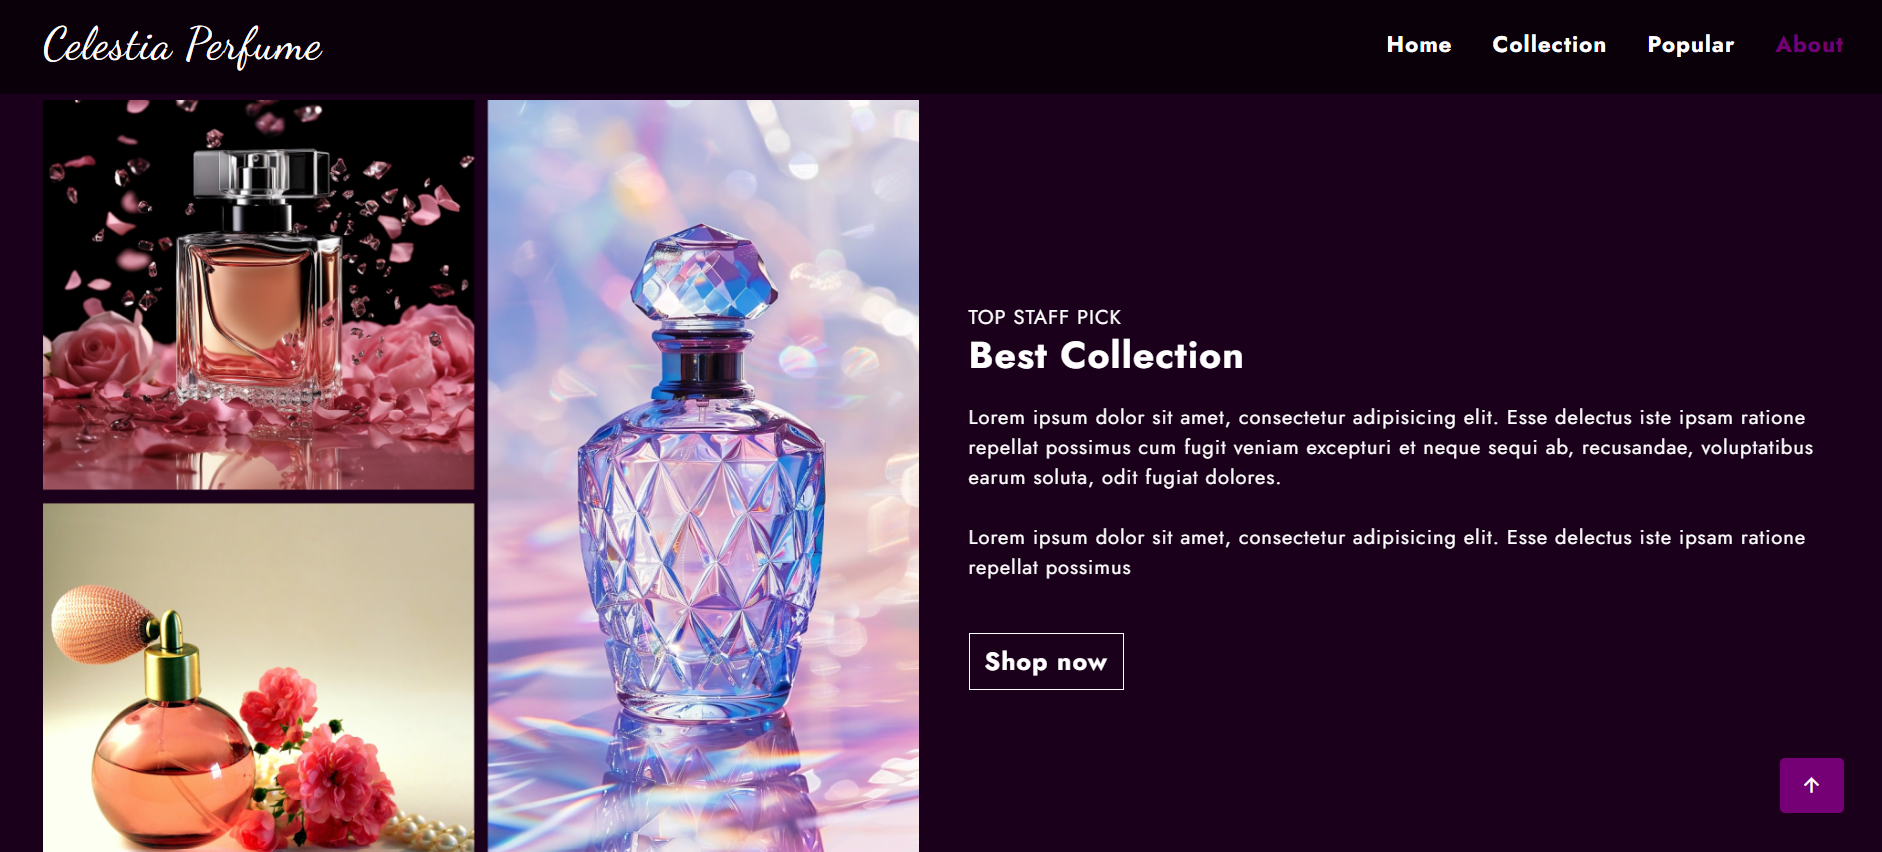 Celestia Perfume
Home Collection Popular About
TOP STAFF PICK
Best Collection
Lorem ipsum dolor sit amet, consectetur adipisicing elit. Esse delectus iste ipsam ratione
repellat possimus cum fugit veniam excepturi et neque sequi ab, recusandae, voluptatibus
earum soluta, odit fugiat dolores.
Lorem ipsum dolor sit amet, consectetur adipisicing elit. Esse delectus iste ipsam ratione
repellat possimus
Shop now